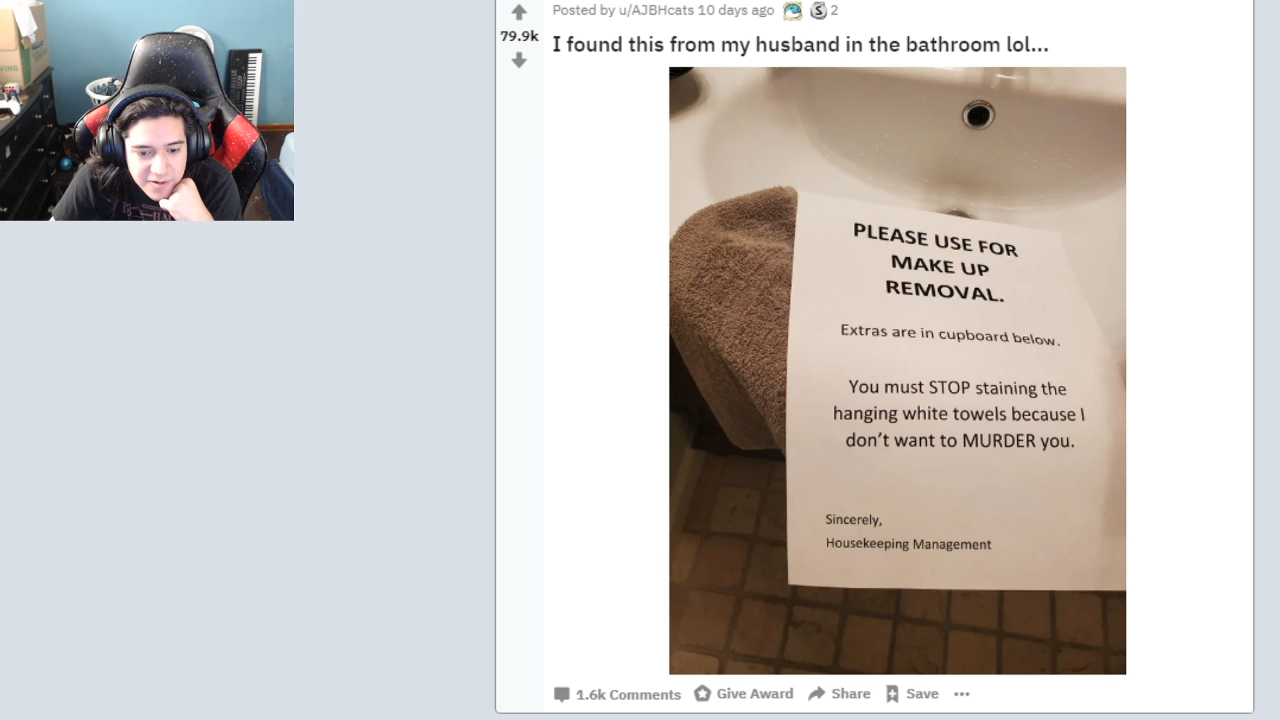 Posted by u/AJBHcats 10 days ago
2
79.9k
I found this from my husband in the bathroom lol...
PLEASE USE FOR
MAKE UP
REMOVAL.
Extras are in cupboard below.
You must STOP staining the
hanging white towels because I
don't want to MURDER you.
Sincerely,
Housekeeping Management
1.6k Comments
Give Award
Share
Save